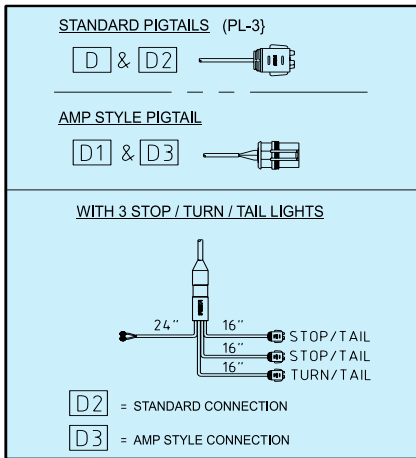 STANDARD PIGTAILS (PL-3}
D & D2
AMP STYLE PIGTAIL
D1 & D3
WITH 3 STOP / TURN / TAIL LIGHTS
24" 16" STOP/TAIL
16" STOP/TAIL
16" TURN/TAIL
D2 = STANDARD CONNECTION
D3 = AMP STYLE CONNECTION